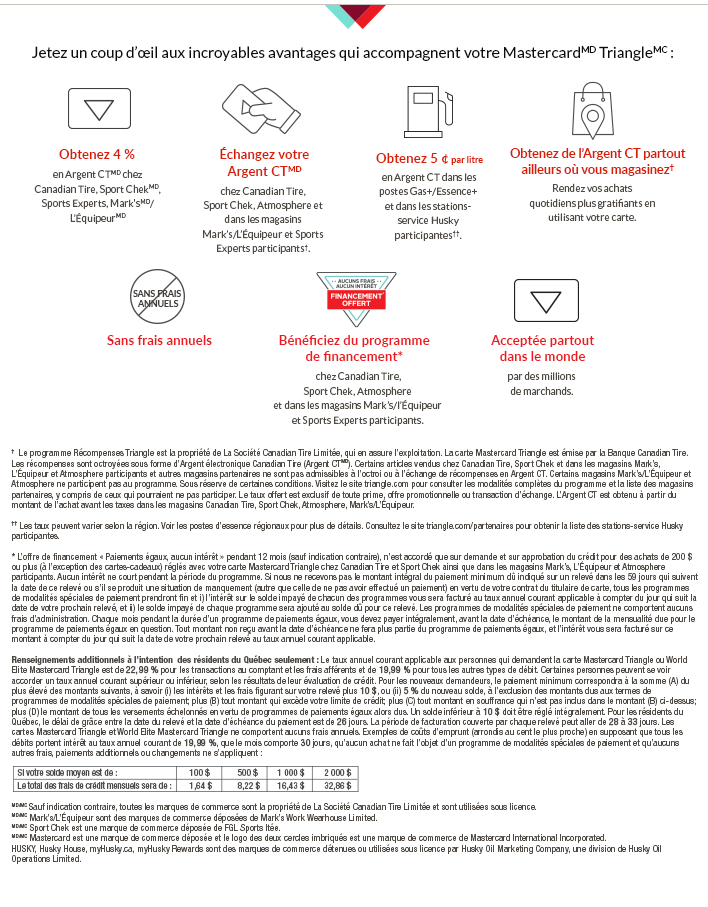 Jetez un coup d'œil aux incroyables avantages qui accompagnent votre Mastercardᴹᴰ Triangleᴹᶜ :
Obtenez 4 %
en Argent CTᴹᴰ chez
Canadian Tire, Sport Chekᴹᴰ,
Sports Experts, Mark'sᴹᴰ/
L'Équipeurᴹᴰ
Échangez votre
Argent CTᴹᴰ
chez Canadian Tire,
Sport Chek, Atmosphere et
dans les magasins
Mark's/L'Équipeur et Sports
Experts participants†.
Obtenez 5 ¢ par litre
en Argent CT dans les
postes Gas+/Essence+
et dans les stations-
service Husky
participantes††.
Obtenez de l'Argent CT partout
ailleurs où vous magasinez†
Rendez vos achats
quotidiens plus gratifiants en
utilisant votre carte.
SANS FRAIS
ANNUELS
Sans frais annuels
AUCUNS FRAIS
AUCUN INTÉRÊT
FINANCEMENT
OFFERT
Bénéficiez du programme
de financement*
chez Canadian Tire,
Sport Chek, Atmosphere
et dans les magasins Mark's/l'Équipeur
et Sports Experts participants.
Acceptée partout
dans le monde
par des millions
de marchands.
† Le programme Récompenses Triangle est la propriété de La Société Canadian Tire Limitée, qui en assure l'exploitation. La carte Mastercard Triangle est émise par la Banque Canadian Tire.
Les récompenses sont octroyées sous forme d'Argent électronique Canadian Tire (Argent CTᴹᴰ). Certains articles vendus chez Canadian Tire, Sport Chek et dans les magasins Mark's,
L'Équipeur et Atmosphere participants et autres magasins partenaires ne sont pas admissibles à l'octroi ou à l'échange de récompenses en Argent CT. Certains magasins Mark's/L'Équipeur et
Atmosphere ne participent pas au programme. Sous réserve de certaines conditions. Visitez le site triangle.com pour consulter les modalités complètes du programme et la liste des magasins
partenaires, y compris de ceux qui pourraient ne pas participer. Le taux offert est exclusif de toute prime, offre promotionnelle ou transaction d'échange. L'Argent CT est obtenu à partir du
montant de l'achat avant les taxes dans les magasins Canadian Tire, Sport Chek, Atmosphere, Mark's/L'Équipeur.
†† Les taux peuvent varier selon la région. Voir les postes d'essence régionaux pour plus de détails. Consultez le site triangle.com/partenaires pour obtenir la liste des stations-service Husky
participantes.
* L'offre de financement « Paiements égaux, aucun intérêt » pendant 12 mois (sauf indication contraire), n'est accordée que sur demande et sur approbation du crédit pour des achats de 200 $
ou plus (à l'exception des cartes-cadeaux) réglés avec votre carte Mastercard Triangle chez Canadian Tire et Sport Chek ainsi que dans les magasins Mark's, L'Équipeur et Atmosphere
participants. Aucun intérêt ne court pendant la période du programme. Si nous ne recevons pas le montant intégral du paiement minimum dû indiqué sur un relevé dans les 59 jours qui suivent
la date de ce relevé ou s'il se produit une situation de manquement (autre que celle de ne pas avoir effectué un paiement) en vertu de votre contrat du titulaire de carte, tous les programmes
de modalités spéciales de paiement prendront fin et i) l'intérêt sur le solde impayé de chacun des programmes vous sera facturé au taux annuel courant applicable à compter du jour qui suit la
date de votre prochain relevé, et ii) le solde impayé de chaque programme sera ajouté au solde dû pour ce relevé. Les programmes de modalités spéciales de paiement ne comportent aucuns
frais d'administration. Chaque mois pendant la durée d'un programme de paiements égaux, vous devez payer intégralement, avant la date d'échéance, le montant de la mensualité due pour le
programme de paiements égaux en question. Tout montant non reçu avant la date d'échéance ne fera plus partie du programme de paiements égaux, et l'intérêt vous sera facturé sur ce
montant à compter du jour qui suit la date de votre prochain relevé au taux annuel courant applicable.
Renseignements additionels à l'intention des résidents du Québec seulement : Le taux annuel courant applicable aux personnes qui demandent la carte Mastercard Triangle ou World
Elite Mastercard Triangle est de 22,99 % pour les transactions au comptant et les frais afférents et de 19,99 % pour tous les autres types de débit. Certaines personnes peuvent se voir
accorder un taux annuel courant supérieur ou inférieur, selon les résultats de leur évaluation de crédit. Pour les nouveaux demandeurs, le paiement minimum correspondra à la somme (A) du
plus élevé des montants suivants, à savoir (i) les intérêts et les frais figurant sur votre relevé plus 10 $, ou (ii) 5 % du nouveau solde, à l'exclusion des montants dus aux termes de
programmes de modalités spéciales de paiement; plus (B) tout montant qui excède votre limite de crédit; plus (C) tout montant en souffrance qui n'est pas inclus dans le montant (B) ci-dessus;
plus (D) le montant de tous les versements échelonnés en vertu de programmes de paiements égaux alors dus. Un solde inférieur à 10 $ doit être réglé intégralement. Pour les résidents du
Québec, le délai de grâce entre la date du relevé et la date d'échéance du paiement est de 26 jours. La période de facturation couverte par chaque relevé peut aller de 28 à 33 jours. Les
cartes Mastercard Triangle et World Elite Mastercard Triangle ne comportent aucuns frais annuels. Exemples de coûts d'emprunt (arrondis au cent le plus proche) en supposant que tous les
débits portent intérêt au taux annuel courant de 19,99 %, que le mois comporte 30 jours, qu'aucun achat ne fait l'objet d'un programme de modalités spéciales de paiement et qu'aucuns
autres frais, paiements additionnels ou changements ne s'appliquent :
Si votre solde moyen est de : 100 $ 500 $ 1 000 $ 2 000 $
Le total des frais de crédit mensuels sera de : 1,64 $ 8,22 $ 16,43 $ 32,86 $
ᴹᴰ/ᴹᶜ Sauf indication contraire, toutes les marques de commerce sont la propriété de La Société Canadian Tire Limitée et sont utilisées sous licence.
ᴹᴰ/ᴹᶜ Mark's/L'Équipeur sont des marques de commerce déposées de Mark's Work Wearhouse Limited.
ᴹᴰ/ᴹᶜ Sport Chek est une marque de commerce déposée de FGL Sports ltée.
ᴹᴰ/ᴹᶜ Mastercard est une marque de commerce déposée et le logo des deux cercles imbriqués est une marque de commerce de Mastercard International Incorporated.
HUSKY, Husky House, myHusky.ca, myHusky Rewards sont des marques de commerce détenues ou utilisées sous licence par Husky Oil Marketing Company, une division de Husky Oil
Operations Limited.